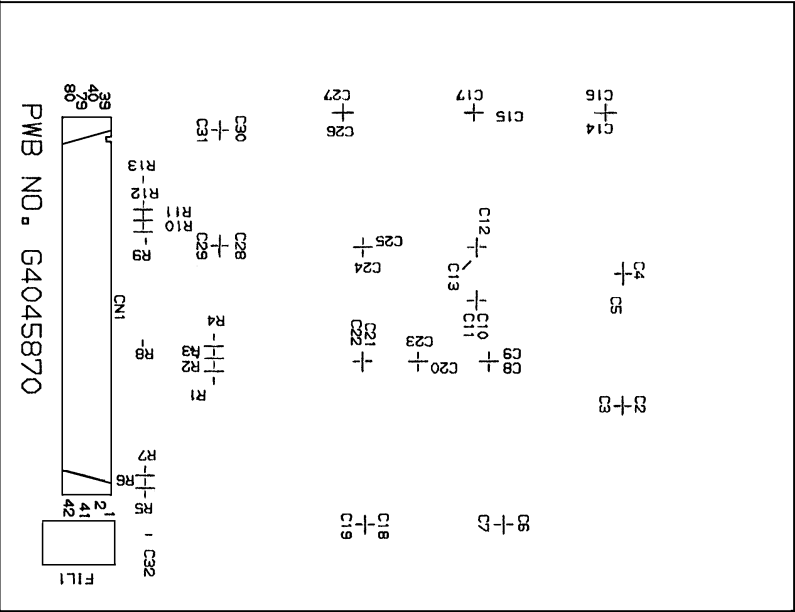 C27
C17
C16
80
79
40
39
C15
C31
C30
C26
C14
PWB NO. G4045870
R13
R12
R11
R10
C12
C29
C28
C25
R9
C24
C13
C4
CN1
C5
R4
C22
C21
C11
C10
R8
R3
C23
C9
R2
C20
C8
R1
C3
C2
R7
R6
R5
42
41
2
1
C19
C18
C7
C6
C32
FIL1